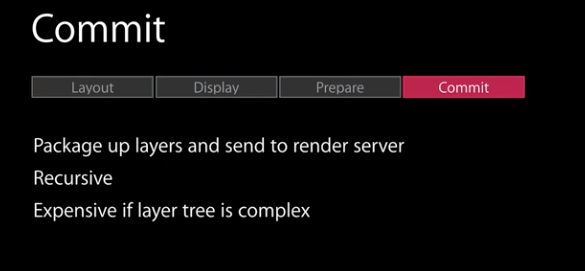 Commit
Layout Display Prepare Commit
Package up layers and send to render server
Recursive
Expensive if layer tree is complex